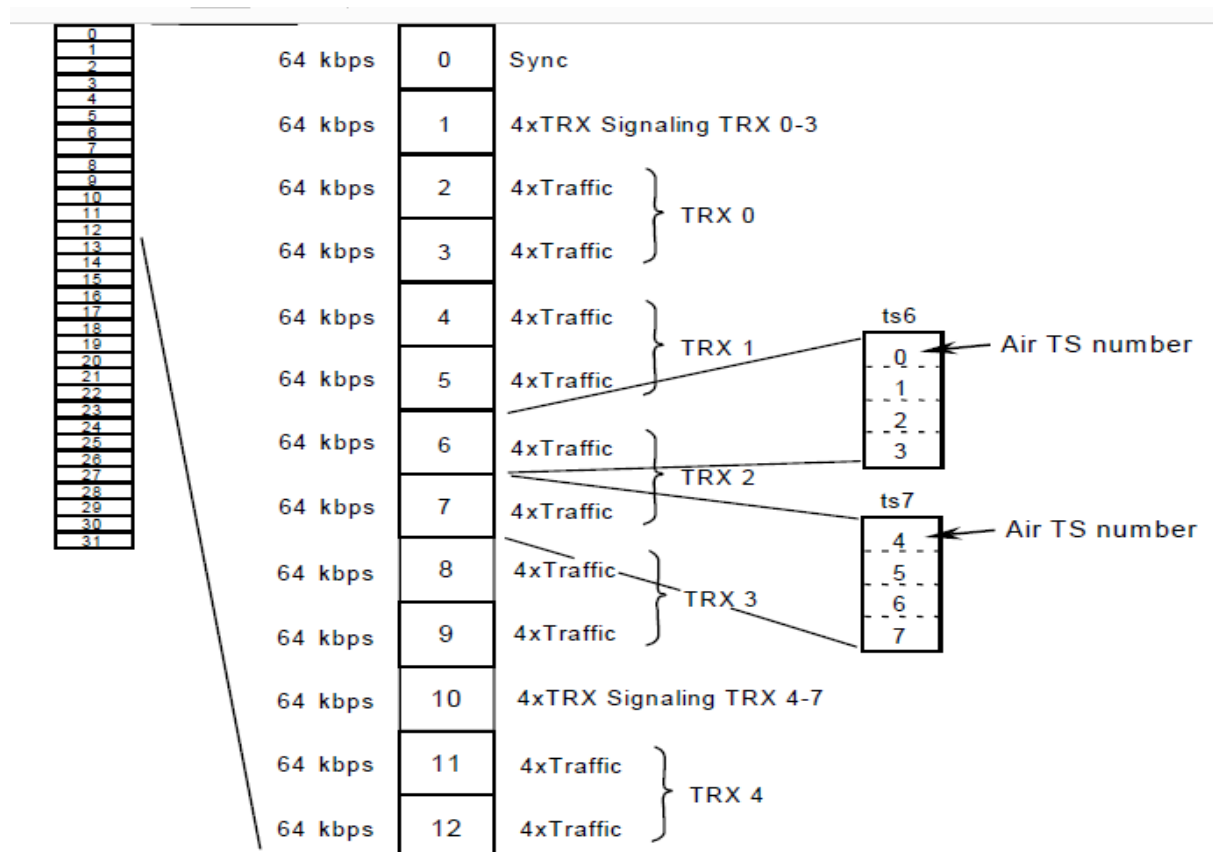 0
1
2
3
4
5
6
7
8
9
10
11
12
13
14
15
16
17
18
19
20
21
22
23
24
25
26
27
28
29
30
31
64 kbps 0 Sync
64 kbps 1 4xTRX Signaling TRX 0-3
64 kbps 2 4xTraffic
TRX 0
64 kbps 3 4xTraffic
64 kbps 4 4xTraffic
TRX 1
64 kbps 5 4xTraffic
64 kbps 6 4xTraffic
TRX 2
64 kbps 7 4xTraffic
64 kbps 8 4xTraffic
TRX 3
64 kbps 9 4xTraffic
64 kbps 10 4xTRX Signaling TRX 4-7
64 kbps 11 4xTraffic
TRX 4
64 kbps 12 4xTraffic
ts6
0 Air TS number
1
2
3
ts7
4 Air TS number
5
6
7